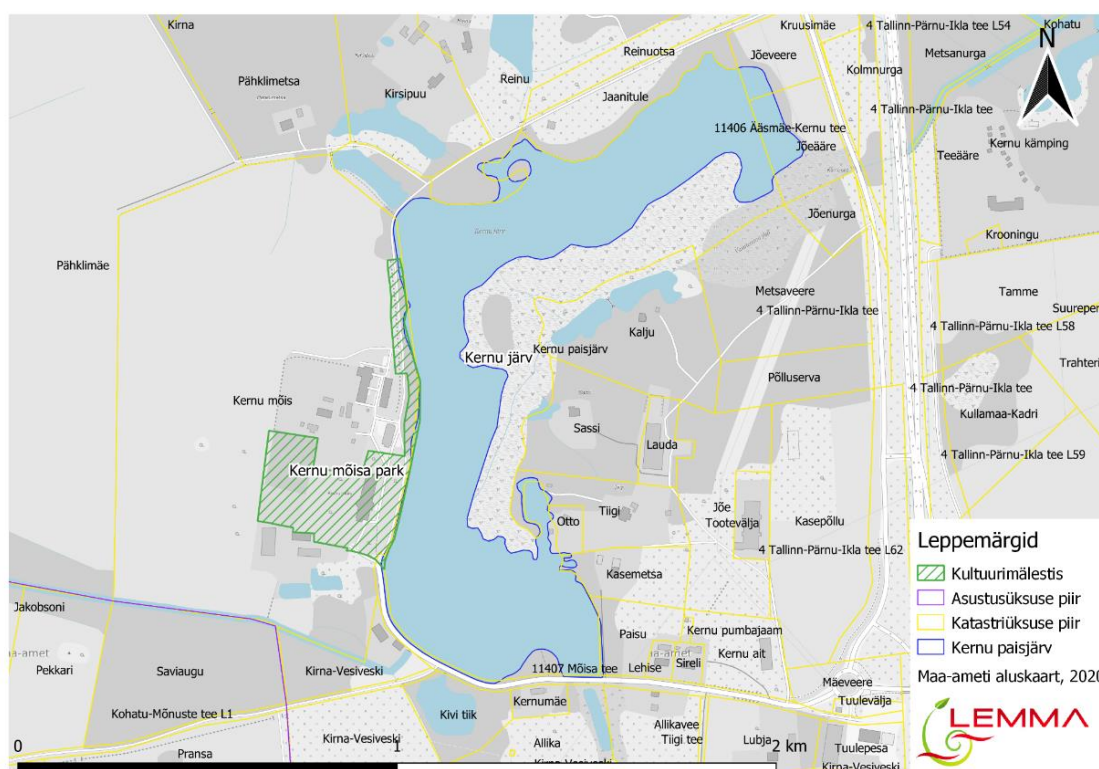 Kirna
Kruusimäe
4 Tallinn-Pärnu-Ikla tee L54
Kohatu
N
Reinuotsa
Jõeveere
Metsanurga
Pähklimetsa
Kirsipuu
Reinu
Jaanitule
Kolmnurga
4 Tallinn-Pärnu-Ikla tee
11406 Ääsmäe-Kernu tee
Jõeääre
Teeääre
Kernu kämping
Jõenurga
Krooningu
Pähklimäe
Metsaveere
Tamme
4 Tallinn-Pärnu-Ikla tee
Suurepere
4 Tallinn-Pärnu-Ikla tee L58
Kalju
Kernu paisjärv
Kernu järv
Trahteri
Põlluserva
4 Tallinn-Pärnu-Ikla tee
Kernu mõis
Kullamaa-Kadri
Sassi
Lauda
4 Tallinn-Pärnu-Ikla tee L59
Kernu mõisa park
Tiigi
Jõe
Otto
Tootevälja
Kasepõllu
4 Tallinn-Pärnu-Ikla tee L62
Kasemetsa
Jakobsoni
Paisu
Kernu pumbajaam
Pekkari
Saviaugu
Kirna-Vesiveski
11407 Mõisa tee
Lehise
Sireli
Kernu ait
Mäeveere
Kohatu-Mõnuste tee L1
Kivi tiik
Kernumäe
Tuulevälja
Allikavee
Kirna-Vesiveski
Allika
Tiigi tee
Lubja
Tuulepesa
Pransa
Kirna-Vesiveski
Kirna-Vesiveski
0
1
2 km
Leppemärgid
Kultuurimälestis
Asustusüksuse piir
Katastriüksuse piir
Kernu paisjärv
Maa-ameti aluskaart, 2020
LEMMA